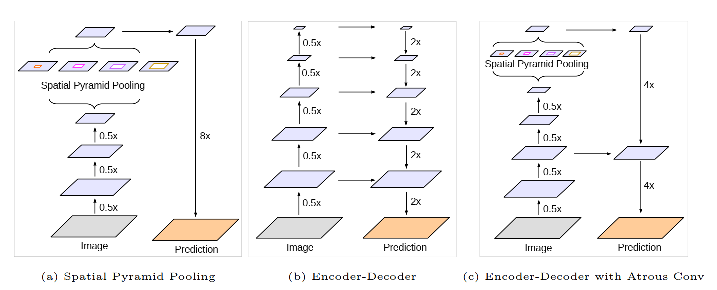 Spatial Pyramid Pooling
0.5x
0.5x
0.5x
8x
Image
Prediction
(a) Spatial Pyramid Pooling
0.5x
0.5x
0.5x
0.5x
0.5x
2x
2x
2x
2x
2x
Image
Prediction
(b) Encoder-Decoder
Spatial Pyramid Pooling
0.5x
0.5x
0.5x
0.5x
4x
4x
Image
Prediction
(c) Encoder-Decoder with Atrous Conv